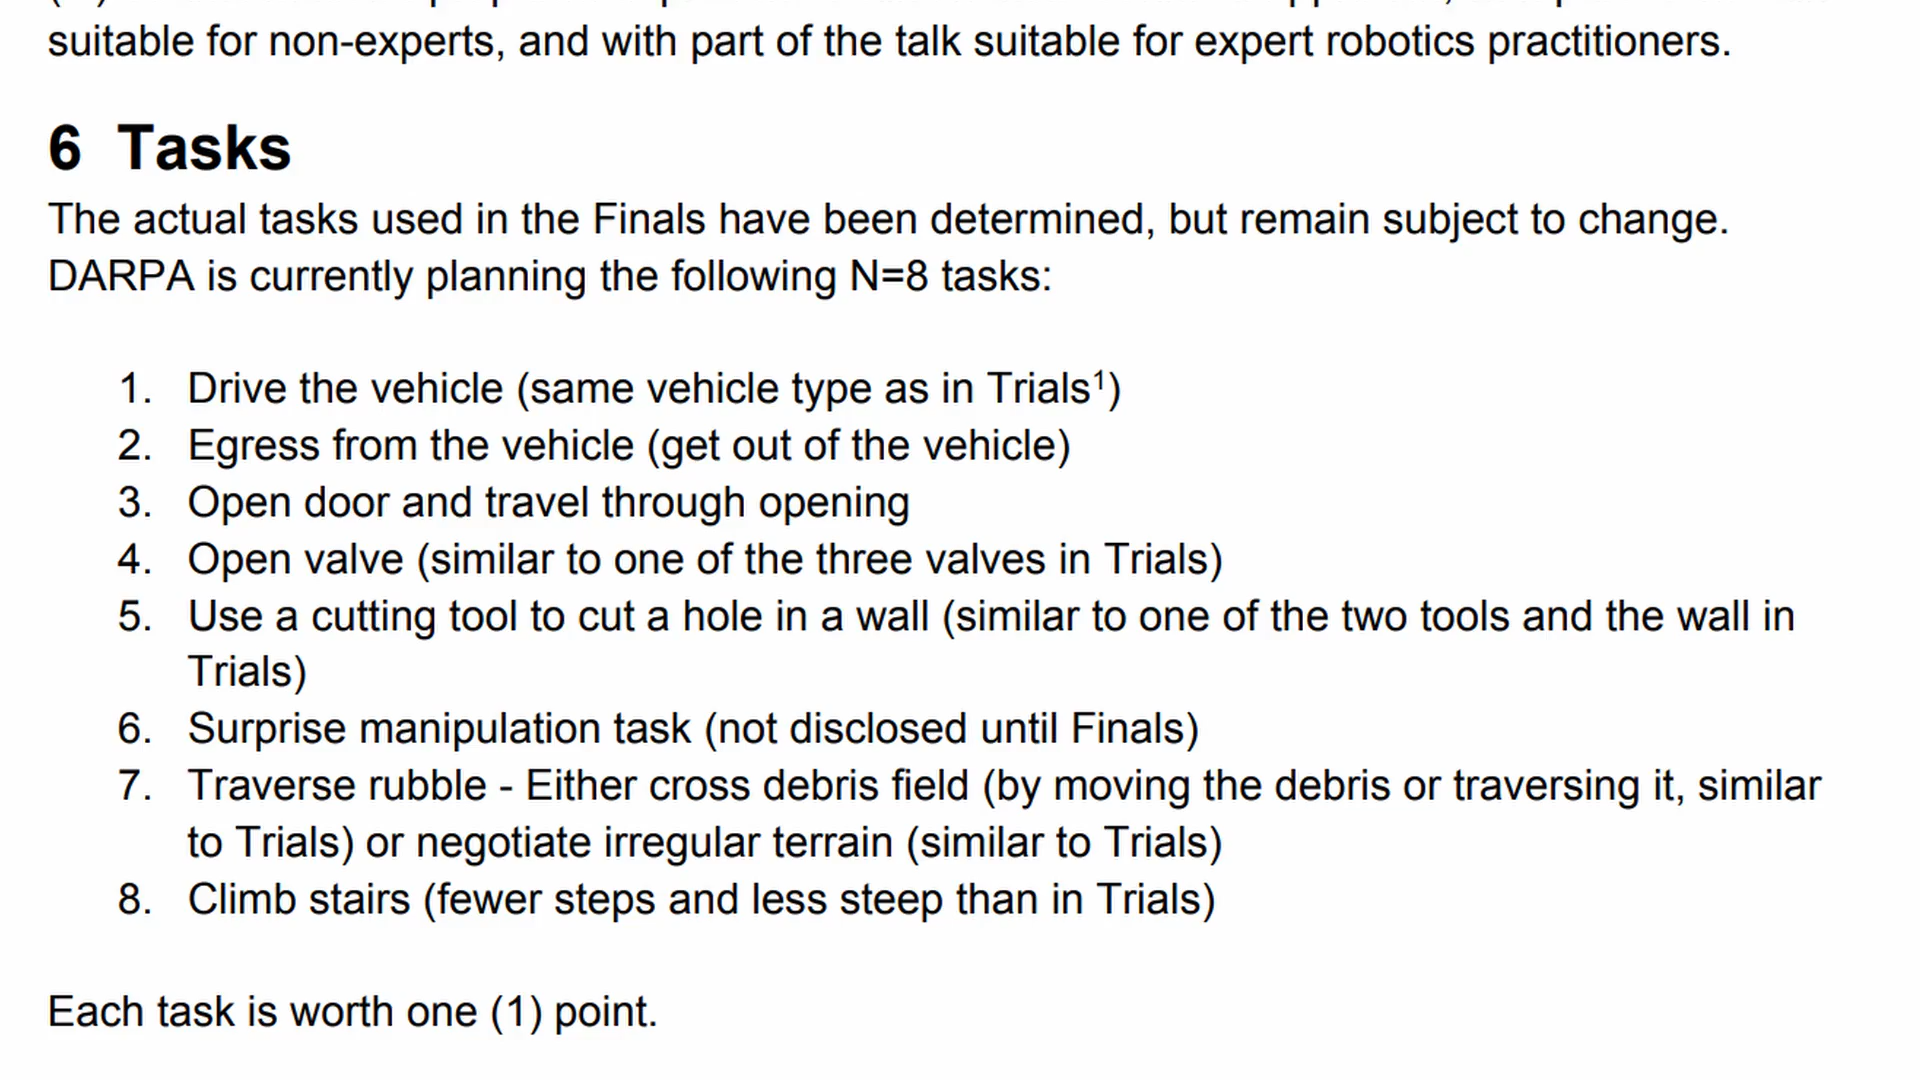 suitable for non-experts, and with part of the talk suitable for expert robotics practitioners.
6 Tasks
The actual tasks used in the Finals have been determined, but remain subject to change.
DARPA is currently planning the following N=8 tasks:
1. Drive the vehicle (same vehicle type as in Trials¹)
2. Egress from the vehicle (get out of the vehicle)
3. Open door and travel through opening
4. Open valve (similar to one of the three valves in Trials)
5. Use a cutting tool to cut a hole in a wall (similar to one of the two tools and the wall in
Trials)
6. Surprise manipulation task (not disclosed until Finals)
7. Traverse rubble - Either cross debris field (by moving the debris or traversing it, similar
to Trials) or negotiate irregular terrain (similar to Trials)
8. Climb stairs (fewer steps and less steep than in Trials)
Each task is worth one (1) point.